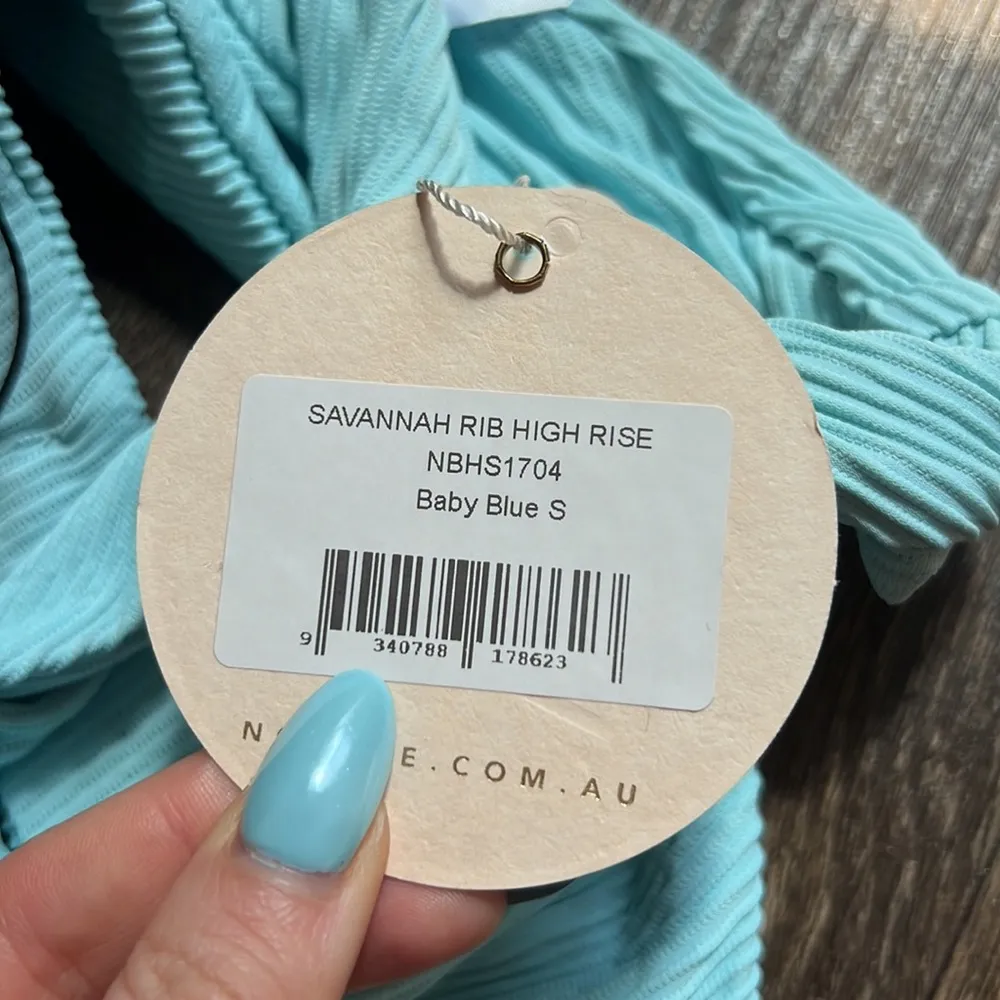 SAVANNAH RIB HIGH RISE
NBHS1704
Baby Blue S
9 340788 178623